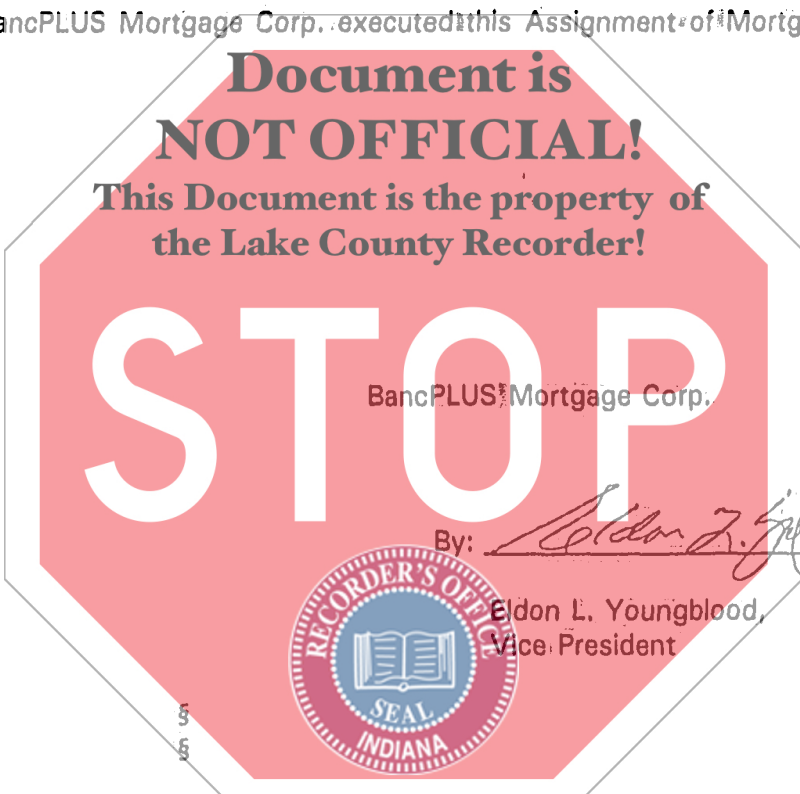 ancPLUS Mortgage Corp. executed this Assignment of Mortg
Document is
NOT OFFICIAL!
This Document is the property of
the Lake County Recorder!
STOP
BancPLUS Mortgage Corp.
By:
Eldon L. Youngblood,
Vice President
RECORDER'S OFFICE
SEAL
INDIANA
§
§